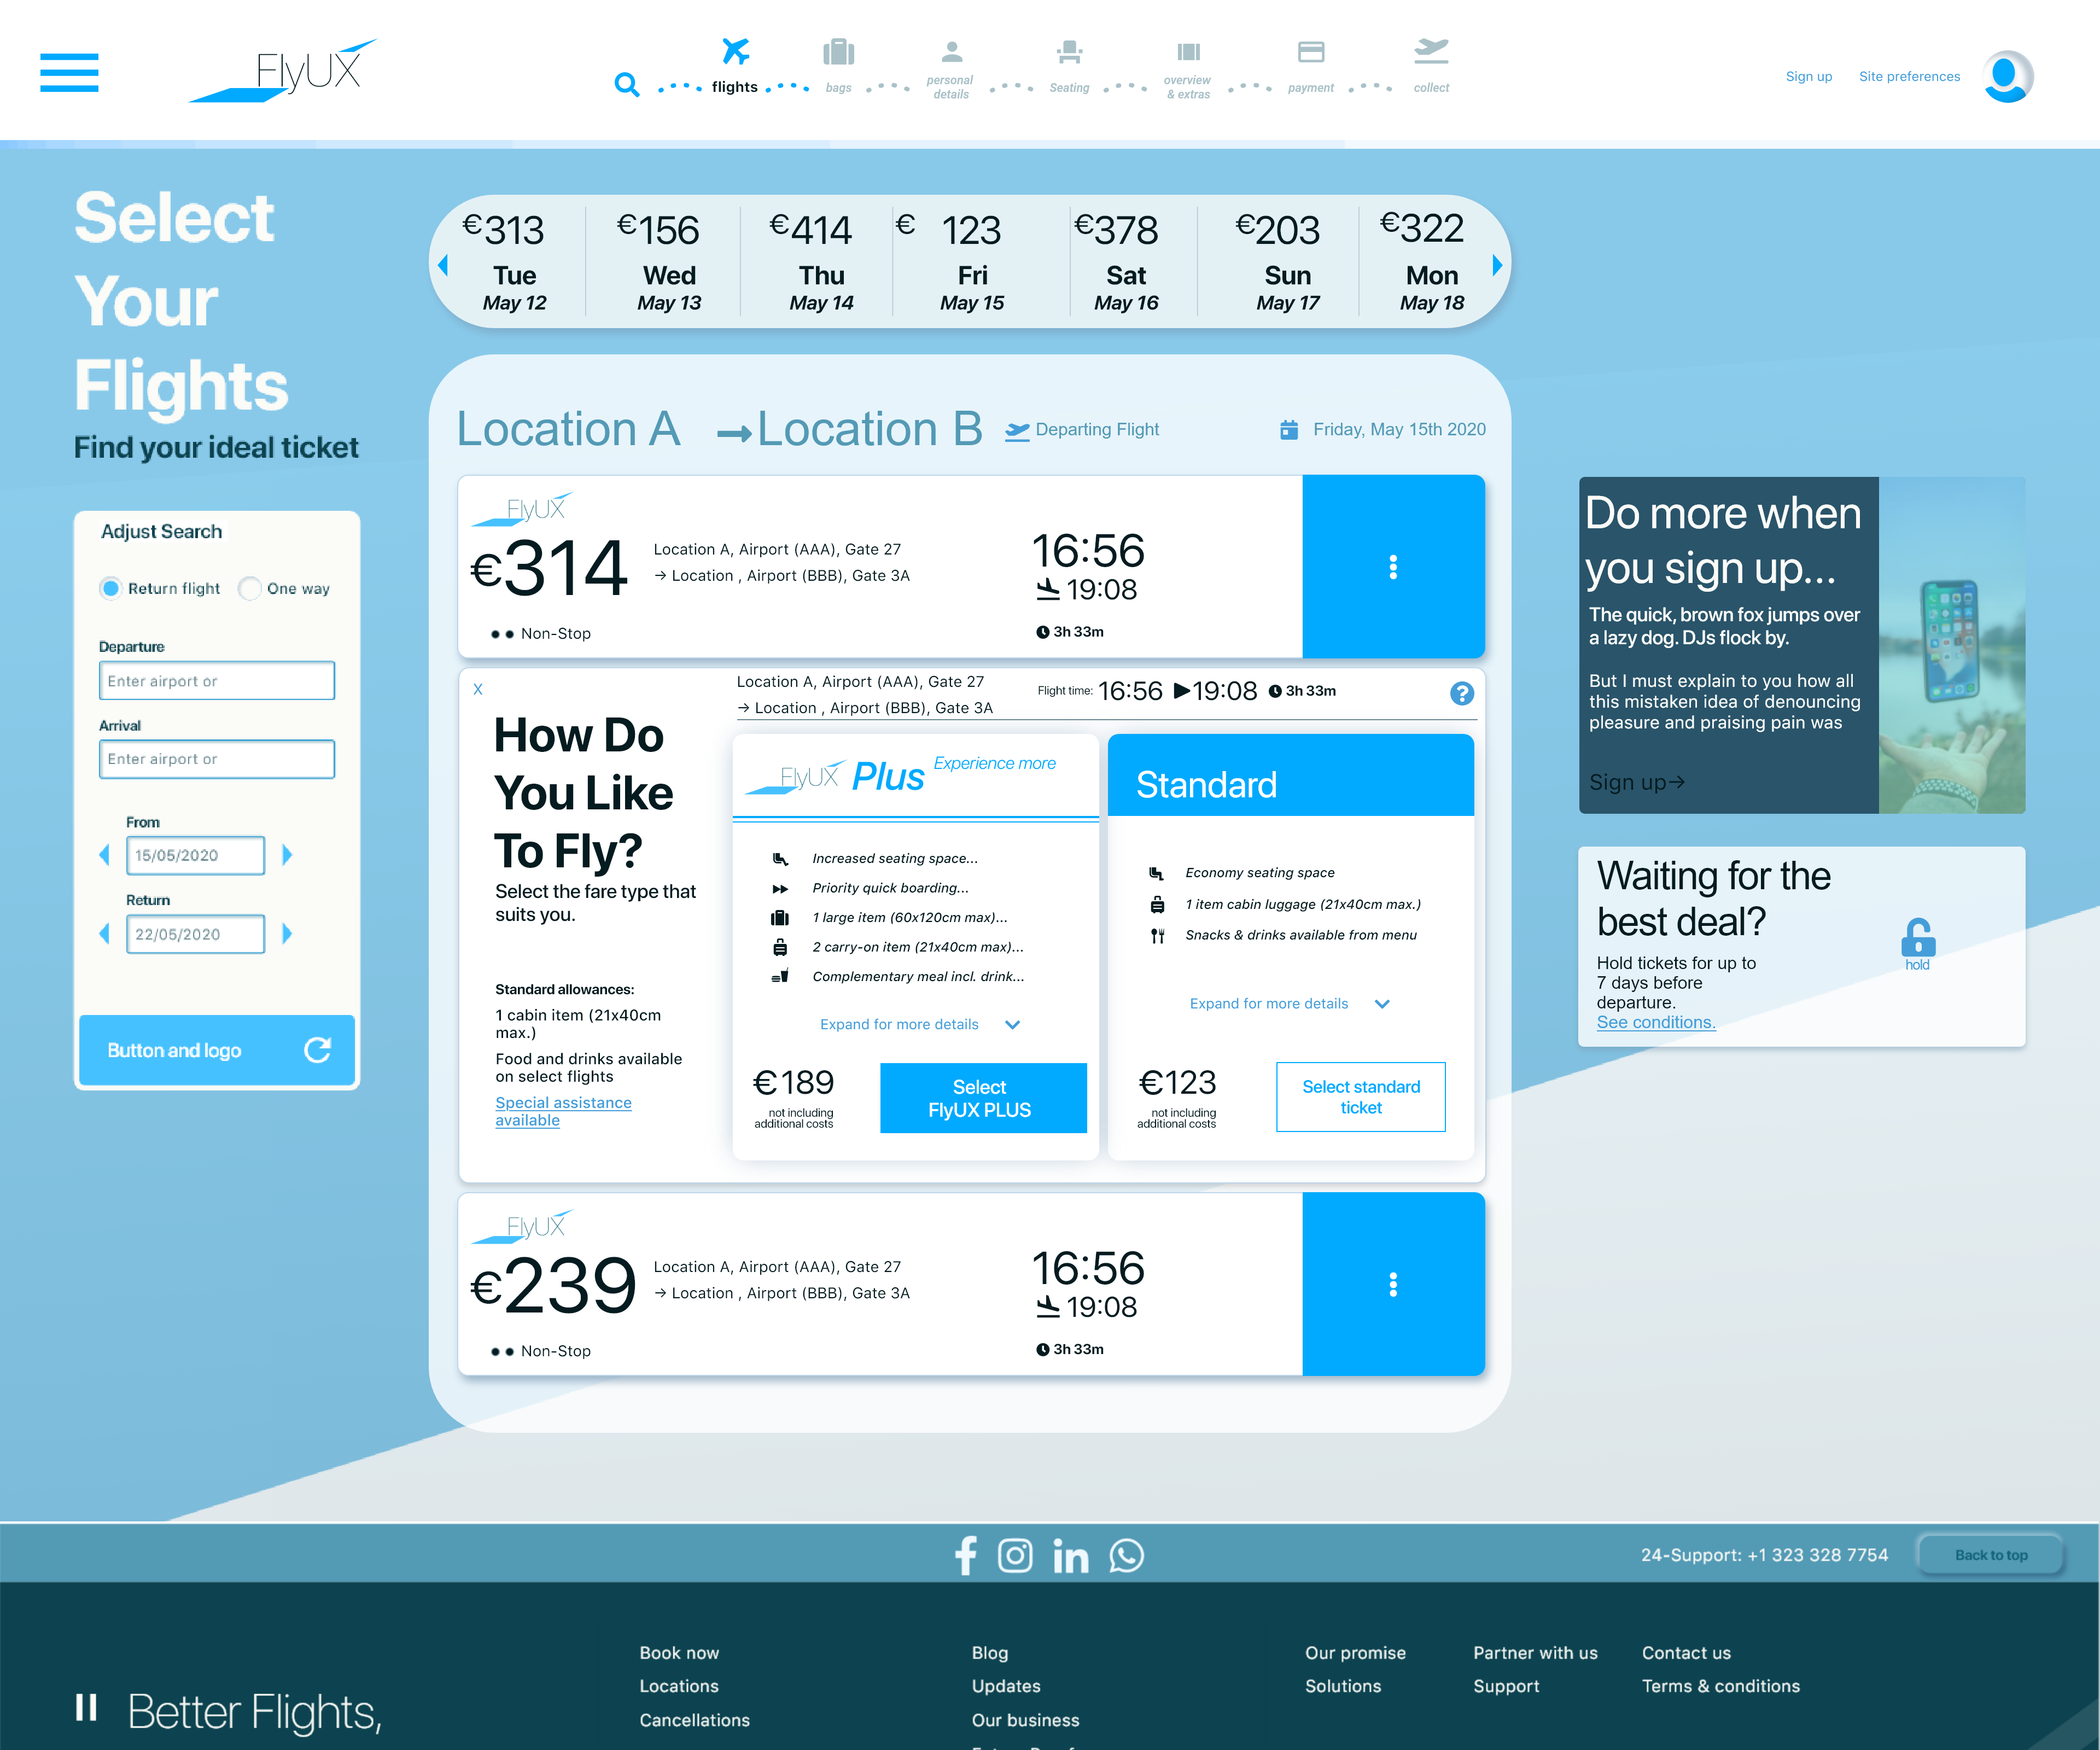 FlyUX
flights
bags
personal
details
Seating
overview
& extras
payment
collect
Sign up
Site preferences
Select
Your
Flights
Find your ideal ticket
€313
Tue
May 12
€156
Wed
May 13
€414
Thu
May 14
€ 123
Fri
May 15
€378
Sat
May 16
€203
Sun
May 17
€322
Mon
May 18
Adjust Search
Return flight
One way
Departure
Enter airport or
Arrival
Enter airport or
From
15/05/2020
Return
22/05/2020
Button and logo
Location A → Location B
Departing Flight
Friday, May 15th 2020
FlyUX
€314
Non-Stop
Location A, Airport (AAA), Gate 27
→ Location , Airport (BBB), Gate 3A
16:56
19:08
3h 33m
X
How Do
You Like
To Fly?
Select the fare type that
suits you.
Standard allowances:
1 cabin item (21x40cm
max.)
Food and drinks available
on select flights
Special assistance
available
Location A, Airport (AAA), Gate 27
→ Location , Airport (BBB), Gate 3A
Flight time: 16:56 ▶19:08 3h 33m
?
FlyUX Plus Experience more
Increased seating space...
Priority quick boarding...
1 large item (60x120cm max)...
2 carry-on item (21x40cm max)...
Complementary meal incl. drink...
Expand for more details
€189
not including
additional costs
Select
FlyUX PLUS
Standard
Economy seating space
1 item cabin luggage (21x40cm max.)
Snacks & drinks available from menu
Expand for more details
€123
not including
additional costs
Select standard
ticket
FlyUX
€239
Non-Stop
Location A, Airport (AAA), Gate 27
→ Location , Airport (BBB), Gate 3A
16:56
19:08
3h 33m
Do more when
you sign up...
The quick, brown fox jumps over
a lazy dog. DJs flock by.
But I must explain to you how all
this mistaken idea of denouncing
pleasure and praising pain was
Sign up→
Waiting for the
best deal?
Hold tickets for up to
7 days before
departure.
See conditions.
hold
24-Support: +1 323 328 7754
Back to top
Better Flights,
Book now
Locations
Cancellations
Blog
Updates
Our business
Our promise
Solutions
Partner with us
Support
Contact us
Terms & conditions